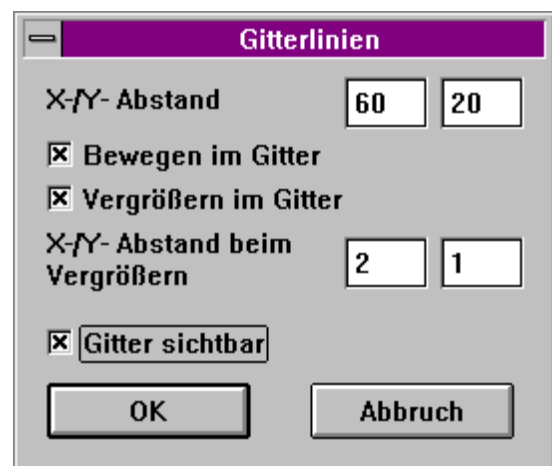 Gitterlinien
X-/Y- Abstand 60 20
Bewegen im Gitter
Vergrößern im Gitter
X-/Y- Abstand beim
Vergrößern 2 1
Gitter sichtbar
OK Abbruch